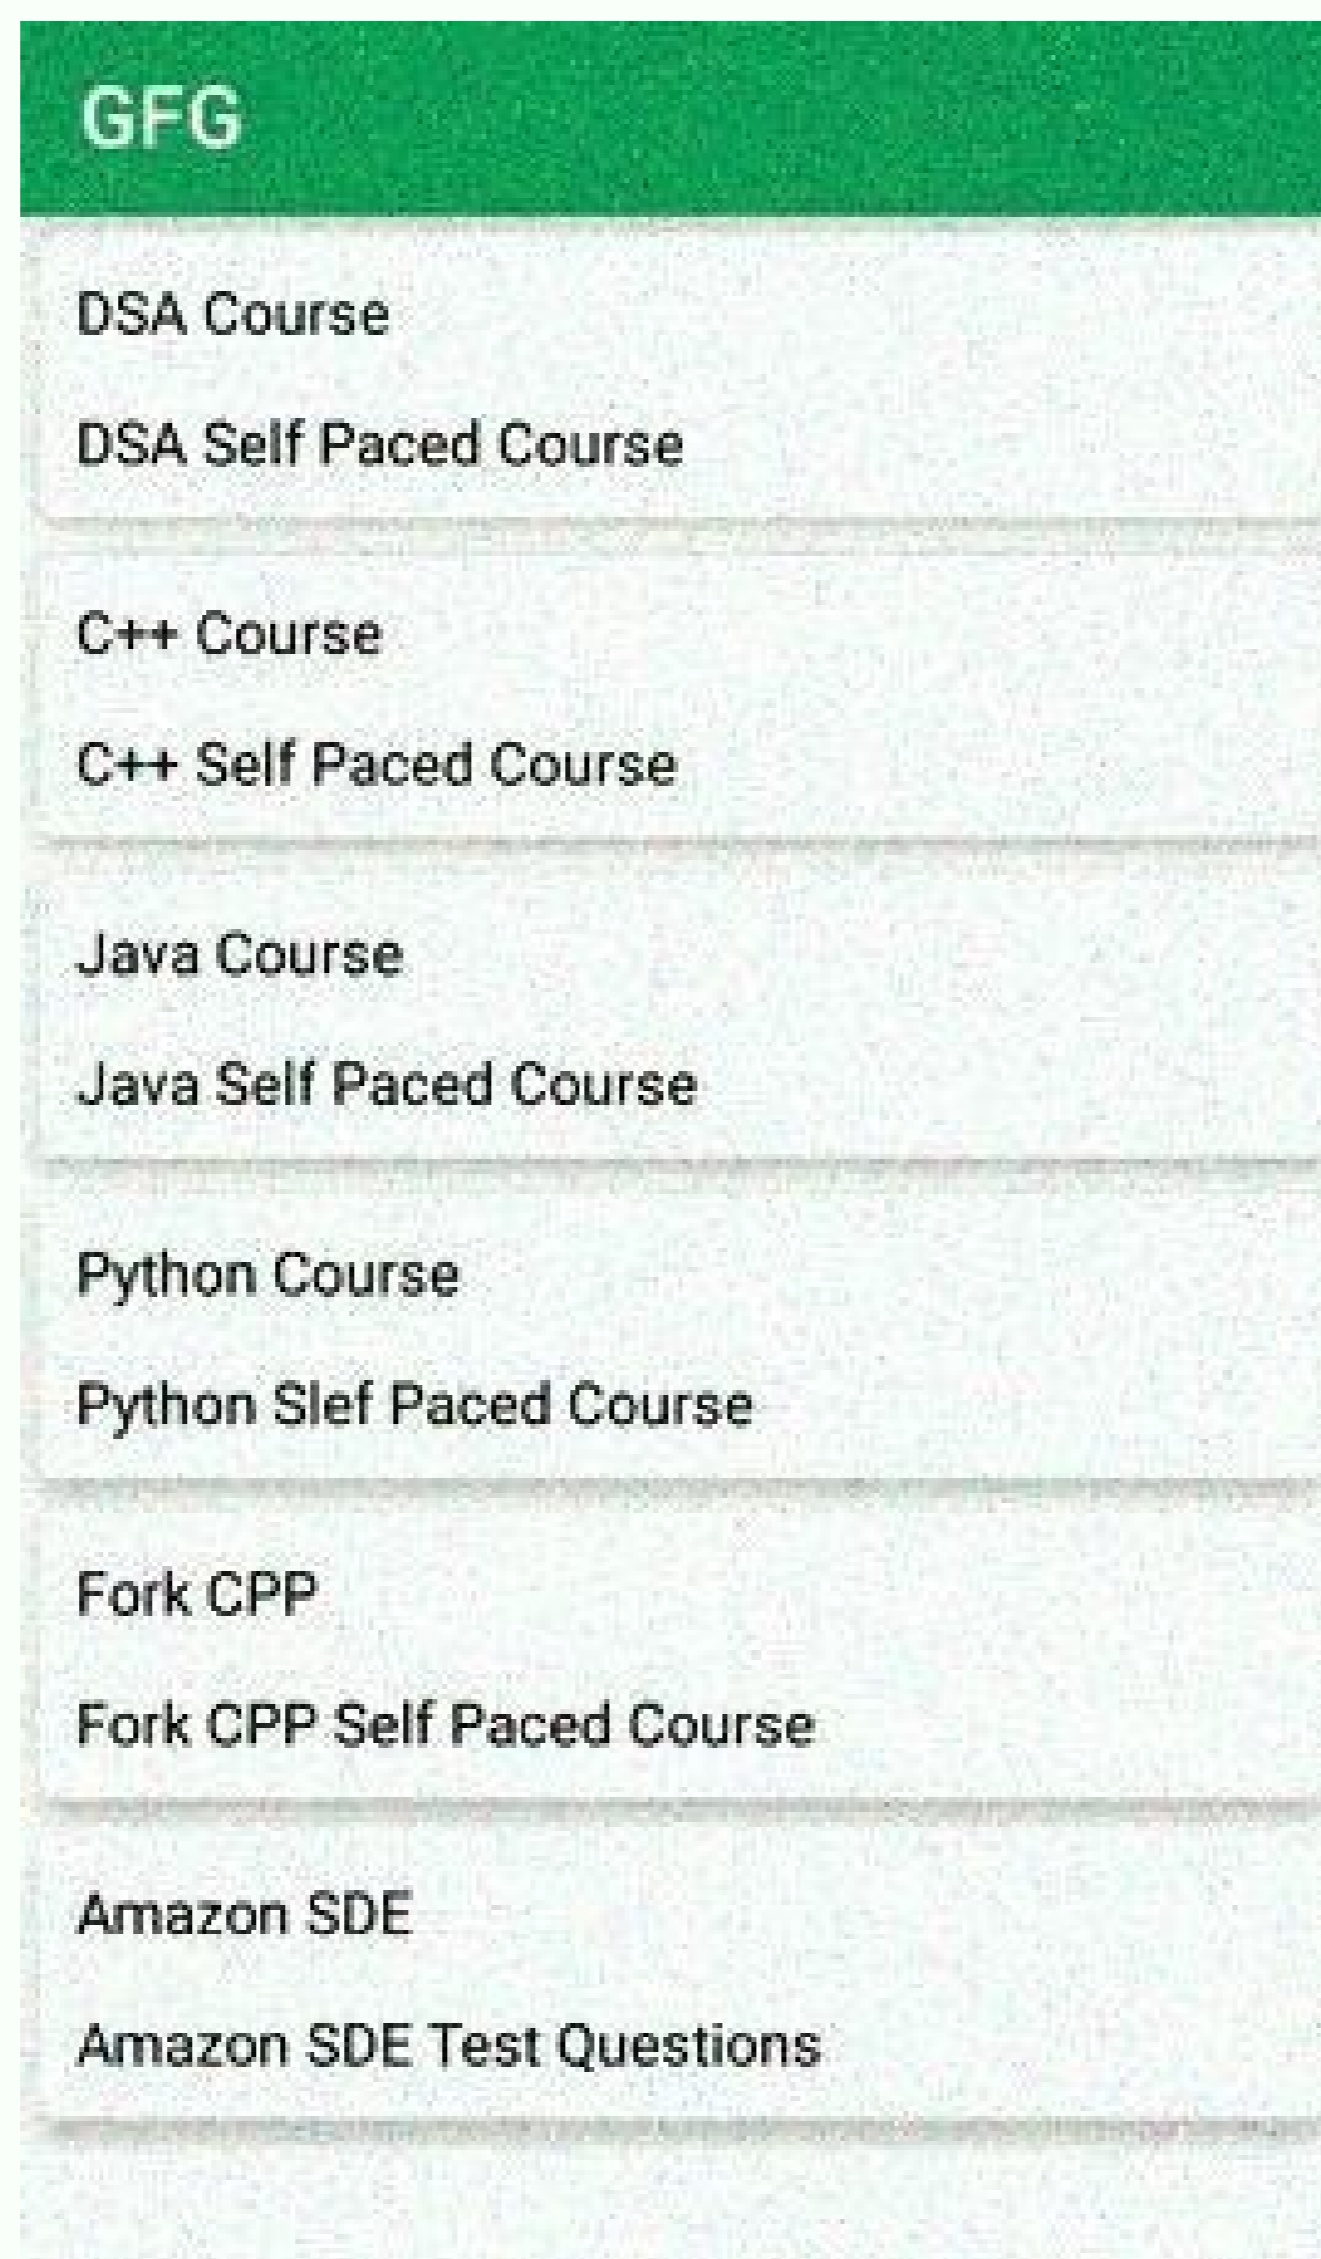 GFG
DSA Course
DSA Self Paced Course
C++ Course
C++ Self Paced Course
Java Course
Java Self Paced Course
Python Course
Python Slef Paced Course
Fork CPP
Fork CPP Self Paced Course
Amazon SDE
Amazon SDE Test Questions